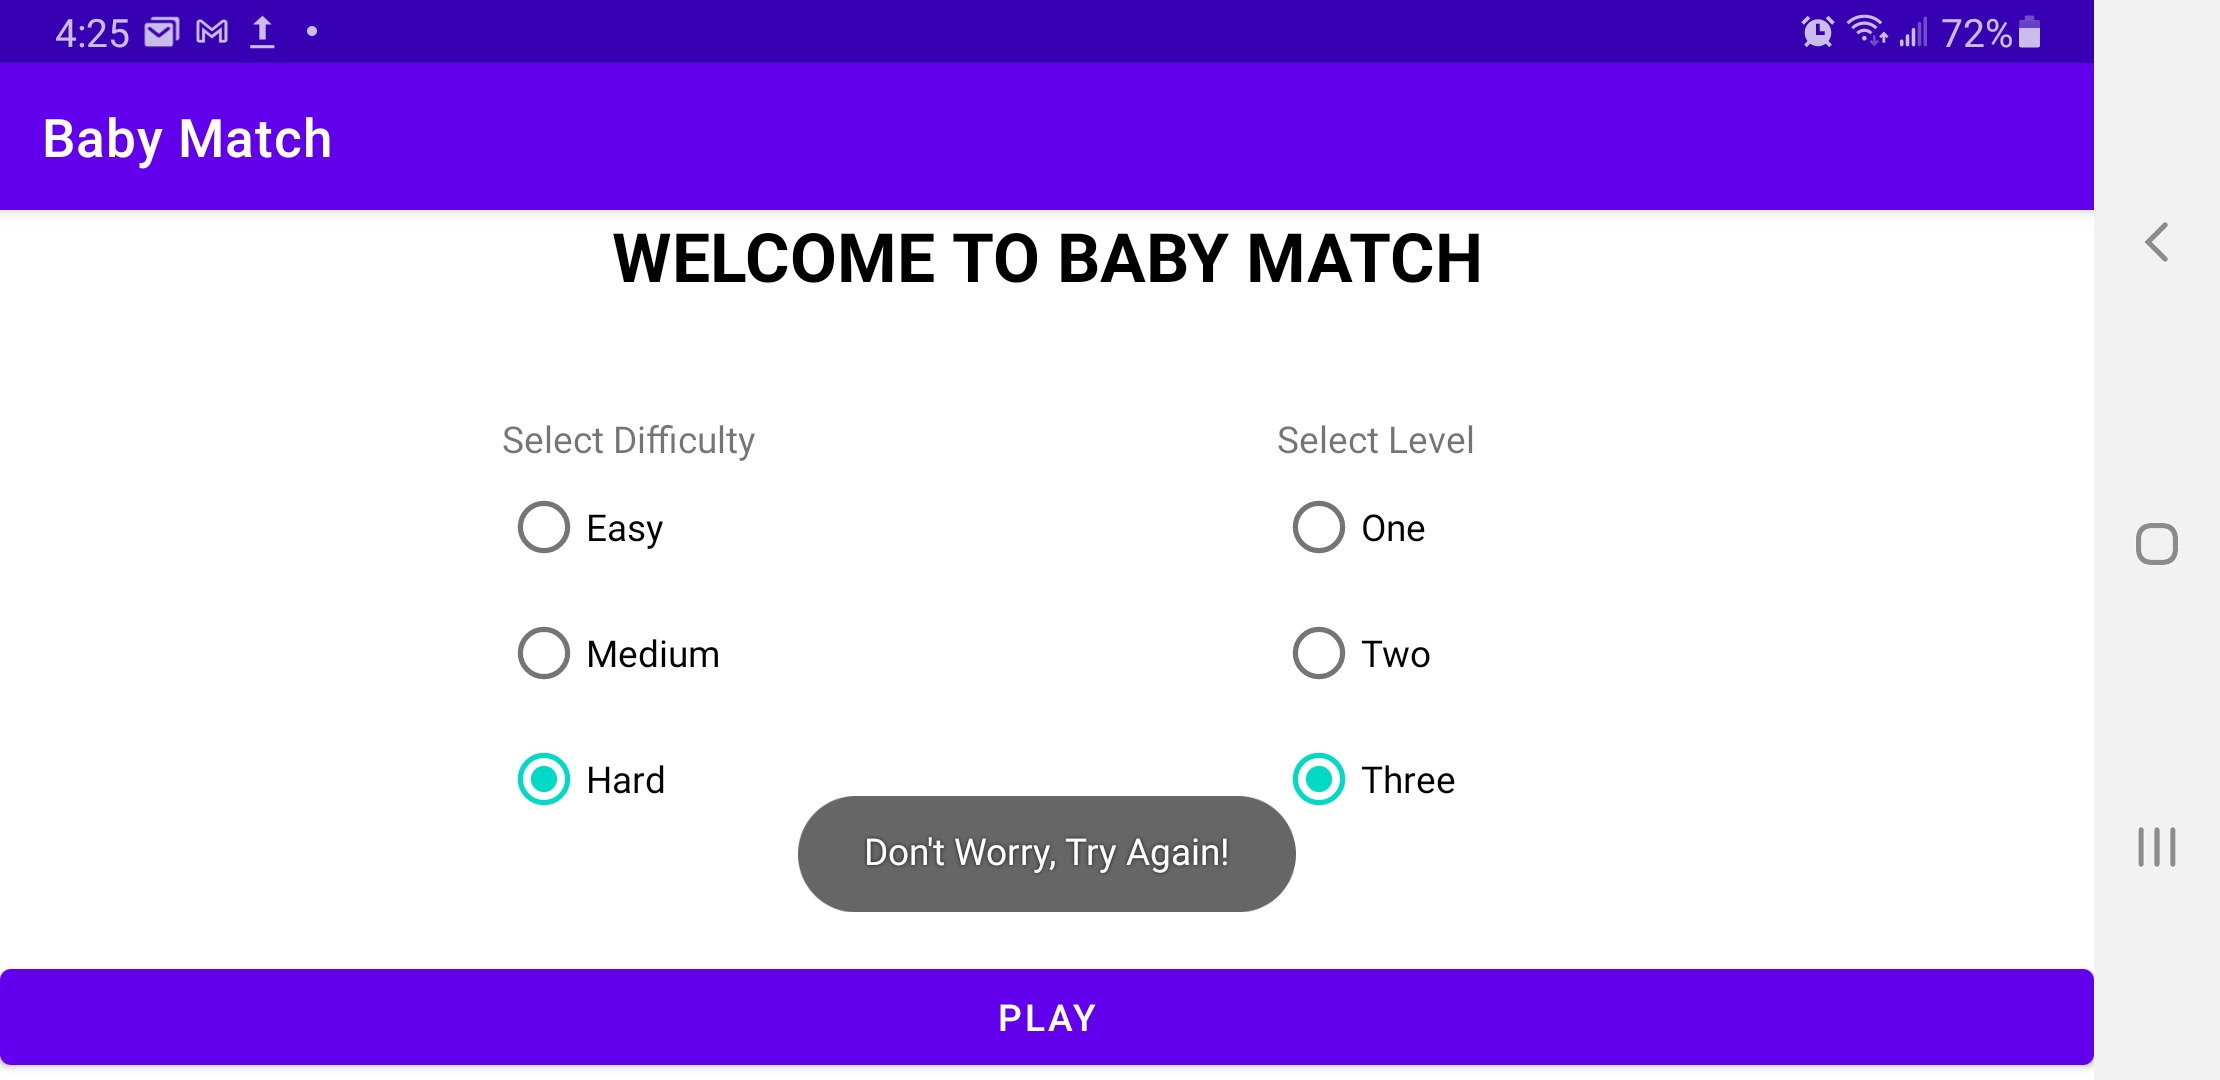 4:25
72%
Baby Match
WELCOME TO BABY MATCH
Select Difficulty
Easy
Medium
Hard
Select Level
One
Two
Three
Don't Worry, Try Again!
PLAY